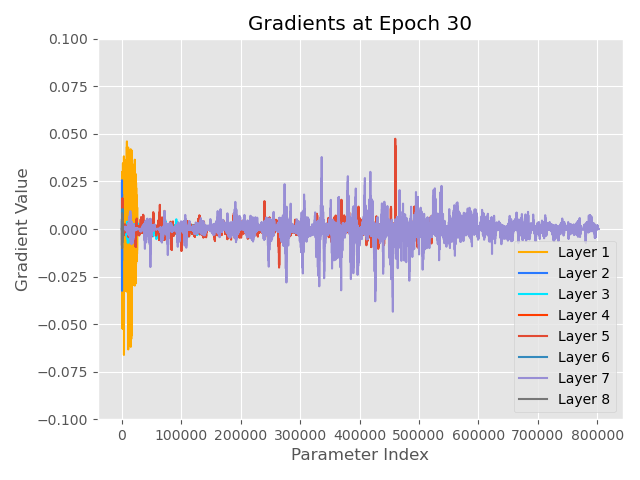 Gradients at Epoch 30
Gradient Value
0.100
0.075
0.050
0.025
0.000
−0.025
−0.050
−0.075
−0.100
Layer 1
Layer 2
Layer 3
Layer 4
Layer 5
Layer 6
Layer 7
Layer 8
0 100000 200000 300000 400000 500000 600000 700000 800000
Parameter Index